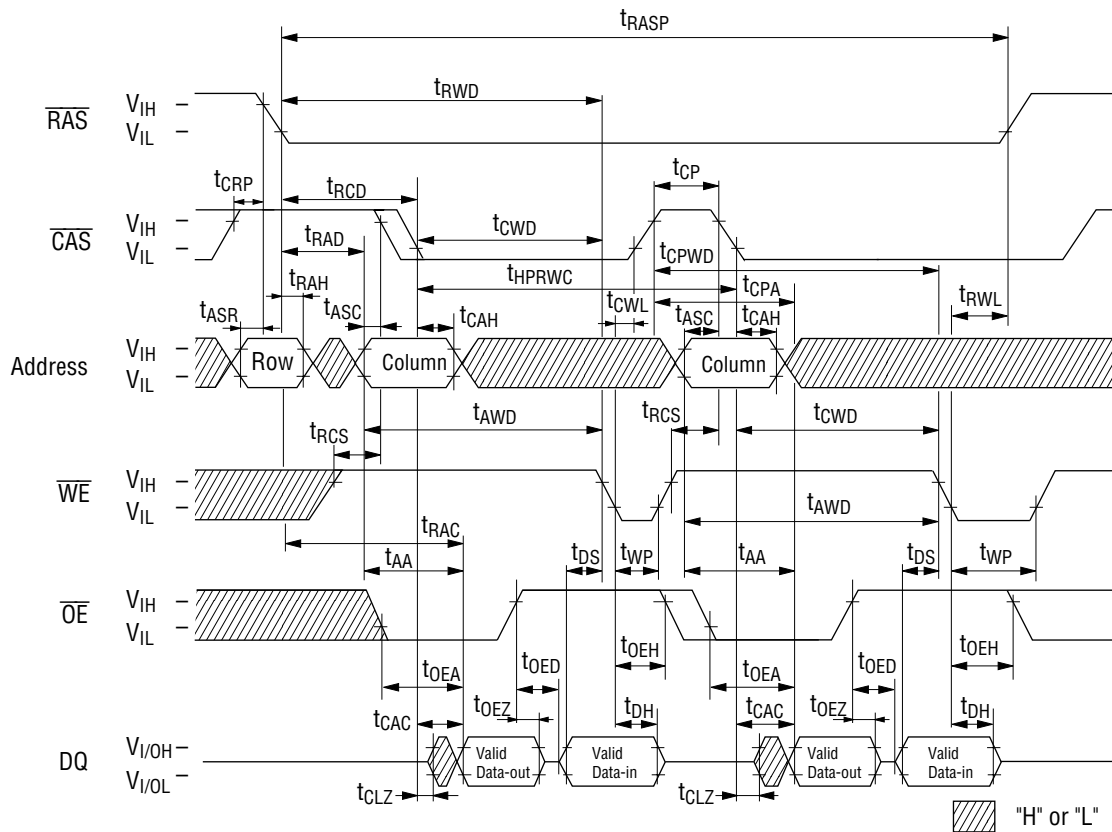 tRASP
RAS
VIH
VIL
tRWD
tCRP
tRCD
tCP
CAS
VIH
VIL
tRAD
tCWD
tCPWD
tHPRWC
tCPA
tRAH
tASR
tASC
tCAH
tCWL
tASC
tCAH
tRWL
Address
VIH
VIL
Row
Column
Column
tAWD
tRCS
tRCS
tCWD
WE
VIH
VIL
tRAC
tAWD
tAA
tDS
tWP
tAA
tDS
tWP
OE
VIH
VIL
tOEA
tOED
tOEH
tOEA
tOED
tOEH
tCAC
tOEZ
tDH
tCAC
tOEZ
tDH
DQ
VI/OH
VI/OL
Valid
Data-out
Valid
Data-in
Valid
Data-out
Valid
Data-in
tCLZ
tCLZ
"H" or "L"